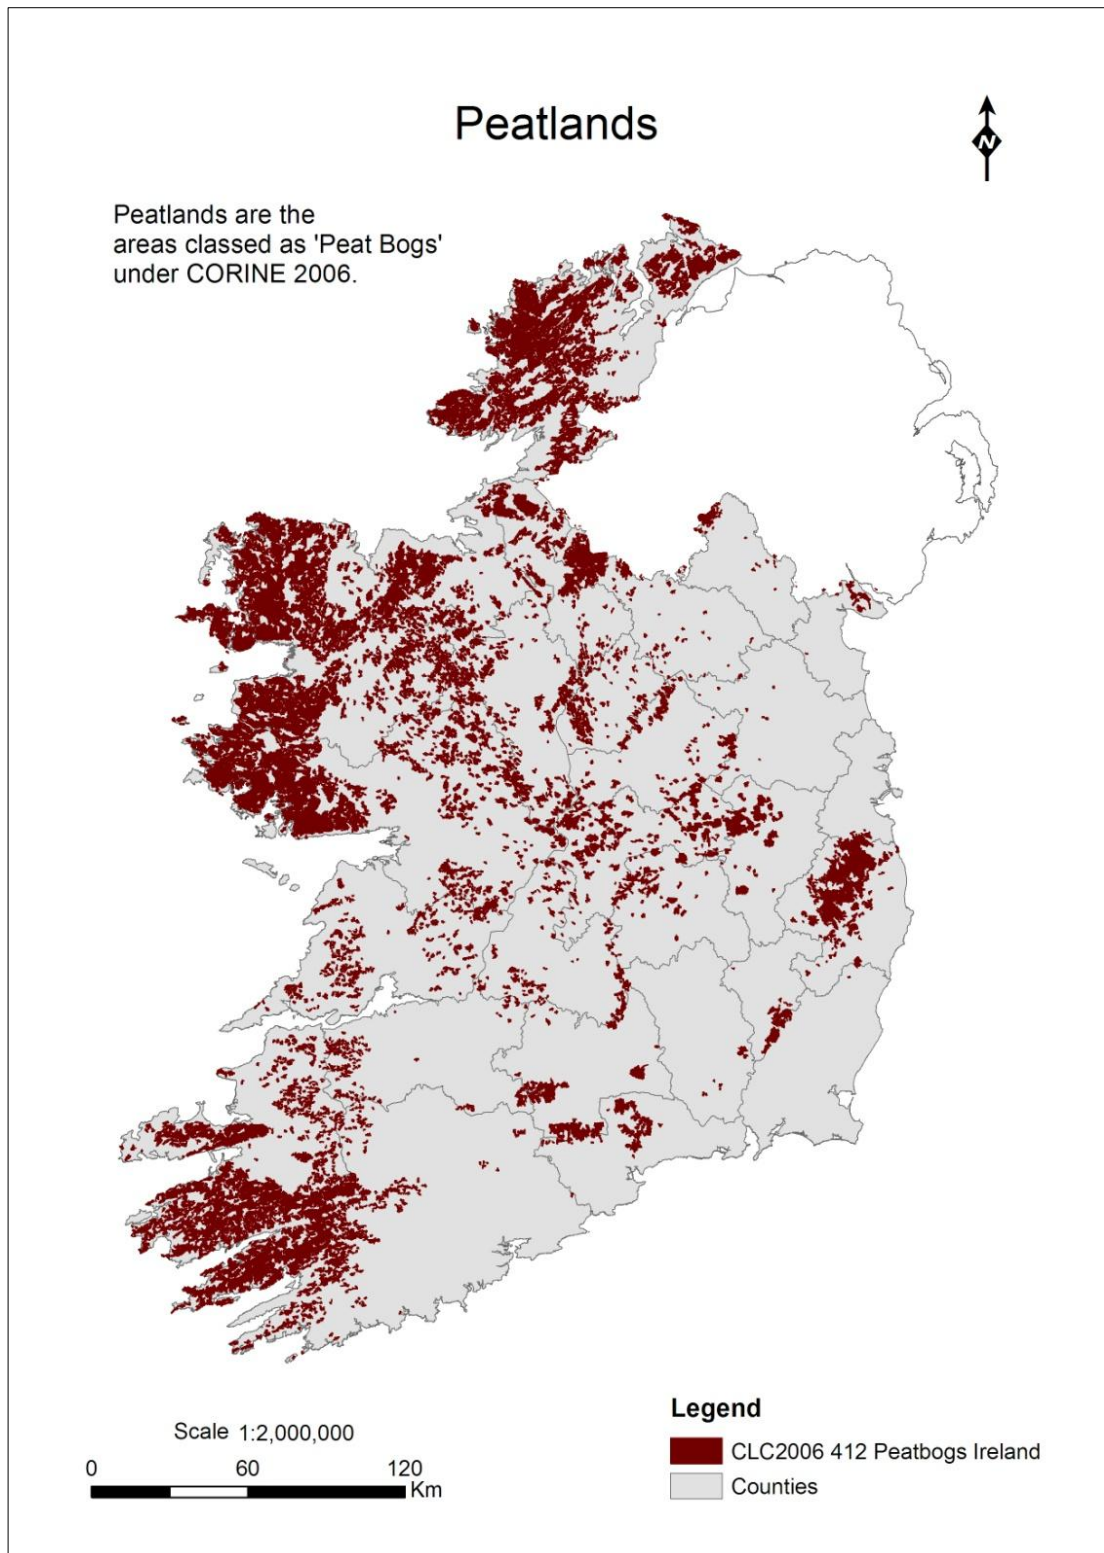 Peatlands
N
Peatlands are the
areas classed as 'Peat Bogs'
under CORINE 2006.
Scale 1:2,000,000
0 60 120
Km
Legend
CLC2006 412 Peatbogs Ireland
Counties